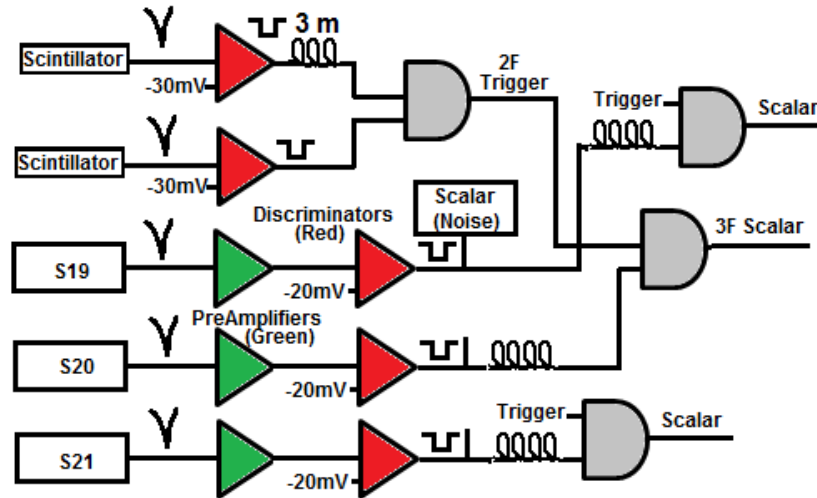 3 m
Scintillator
-30mV
2F
Trigger
Trigger
Scalar
Scintillator
-30mV
Scalar
(Noise)
Discriminators
(Red)
3F Scalar
S19
-20mV
PreAmplifiers
(Green)
S20
-20mV
Trigger
Scalar
S21
-20mV